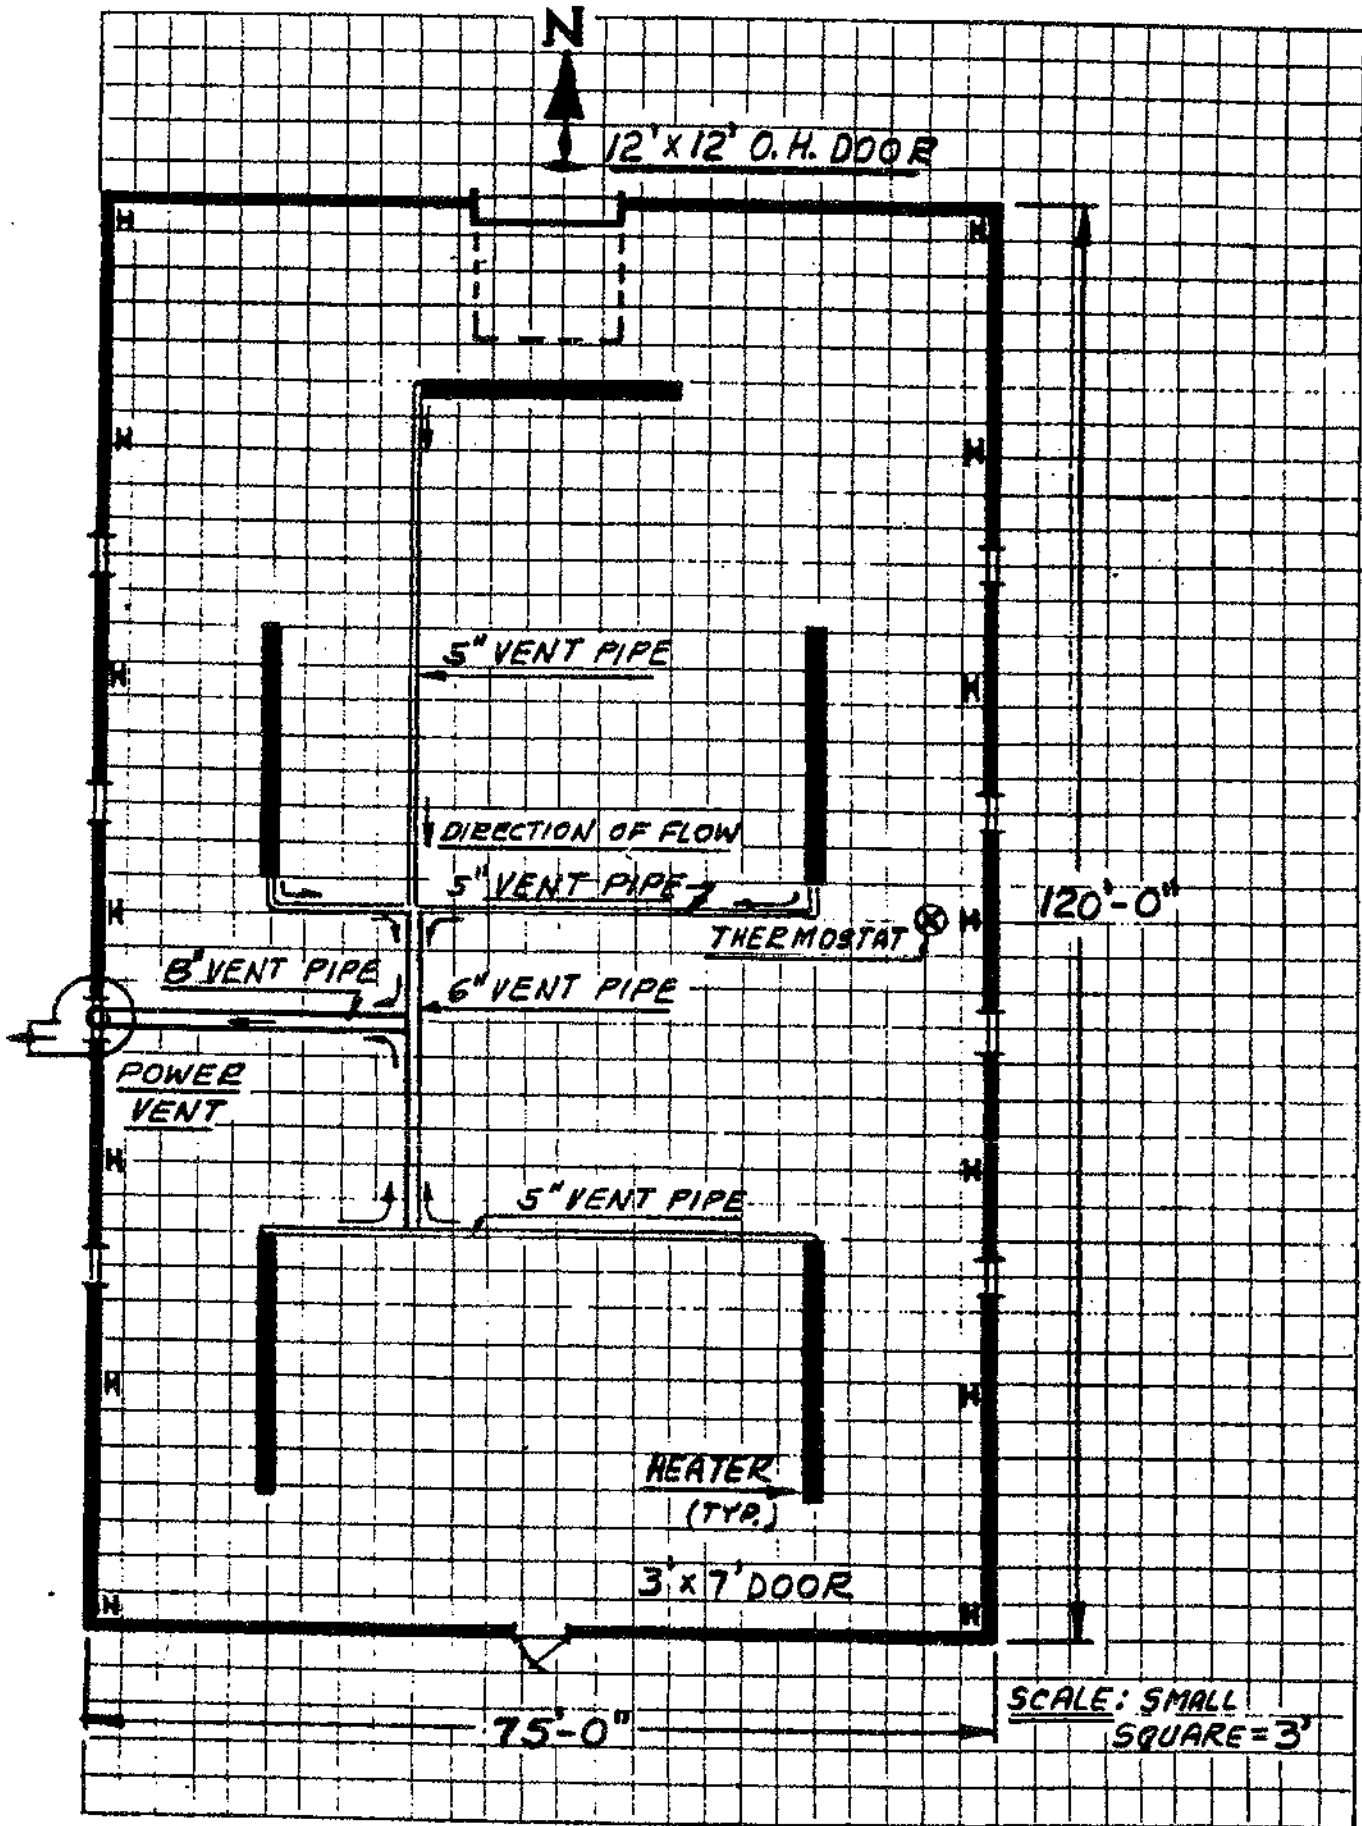 N
12'x12' O.H. DOOR
5" VENT PIPE
DIRECTION OF FLOW
5" VENT PIPE
120'-0"
THERMOSTAT
8" VENT PIPE
6" VENT PIPE
POWER
VENT
5" VENT PIPE
HEATER
(TYP.)
3'x7' DOOR
SCALE: SMALL
SQUARE = 3'
75'-0"